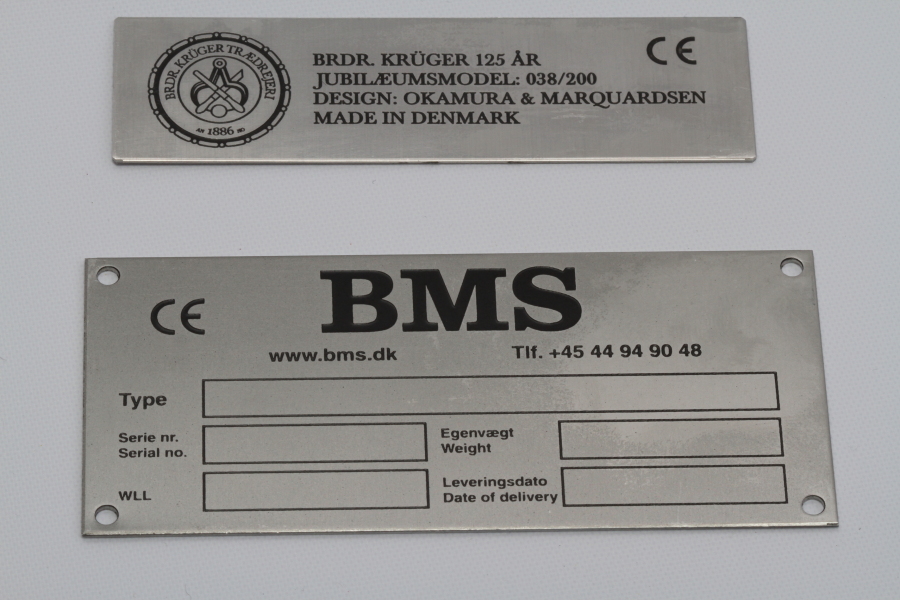 BRDR. KRÜGER TRÆDREJERI
AN 1886 NO
BRDR. KRÜGER 125 ÅR
JUBILÆUMSMODEL: 038/200
DESIGN: OKAMURA & MARQUARDSEN
MADE IN DENMARK
CE
CE
BMS
www.bms.dk
Tlf. +45 44 94 90 48
Type
Serie nr.
Serial no.
Egenvægt
Weight
WLL
Leveringsdato
Date of delivery